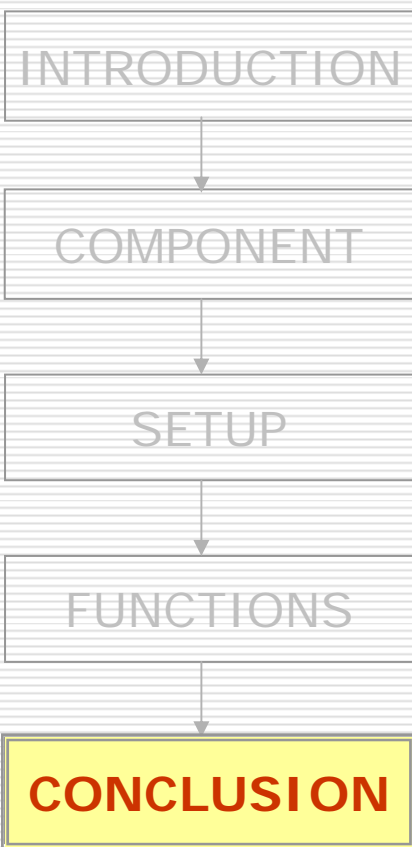 INTRODUCTION
COMPONENT
SETUP
FUNCTIONS
CONCLUSION